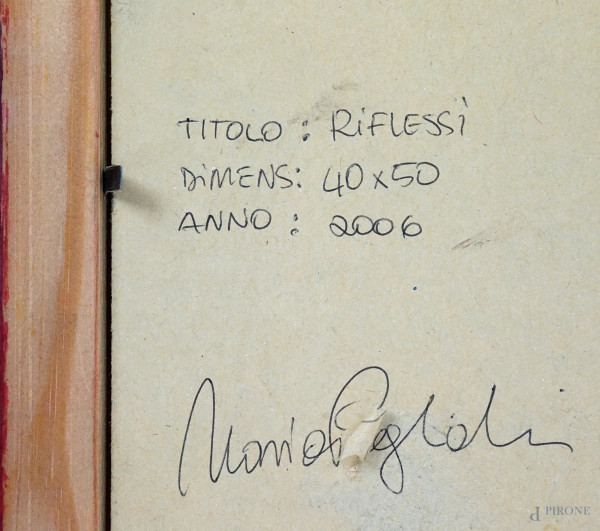 TITOLO : RiFLESSi
DiMENS: 40x50
ANNO : 2006
PIRONE